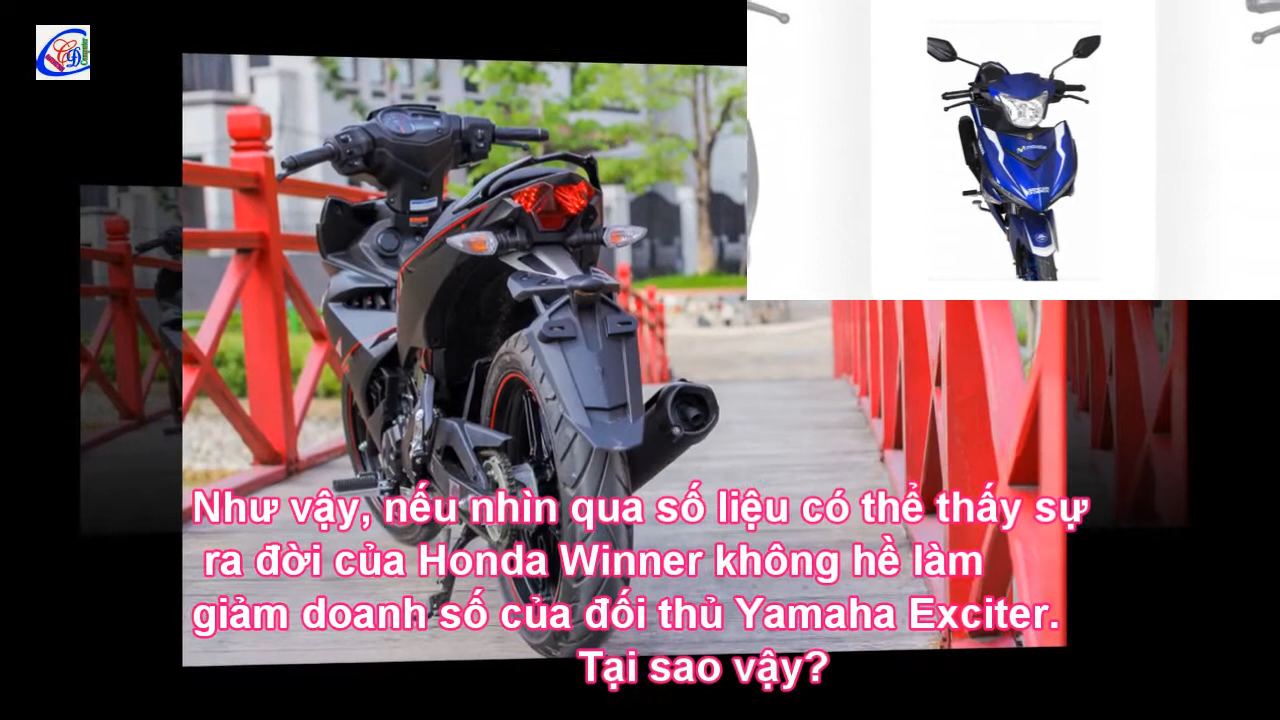 Computer
Như vậy, nếu nhìn qua số liệu có thể thấy sự
ra đời của Honda Winner không hề làm
giảm doanh số của đối thủ Yamaha Exciter.
Tại sao vậy?